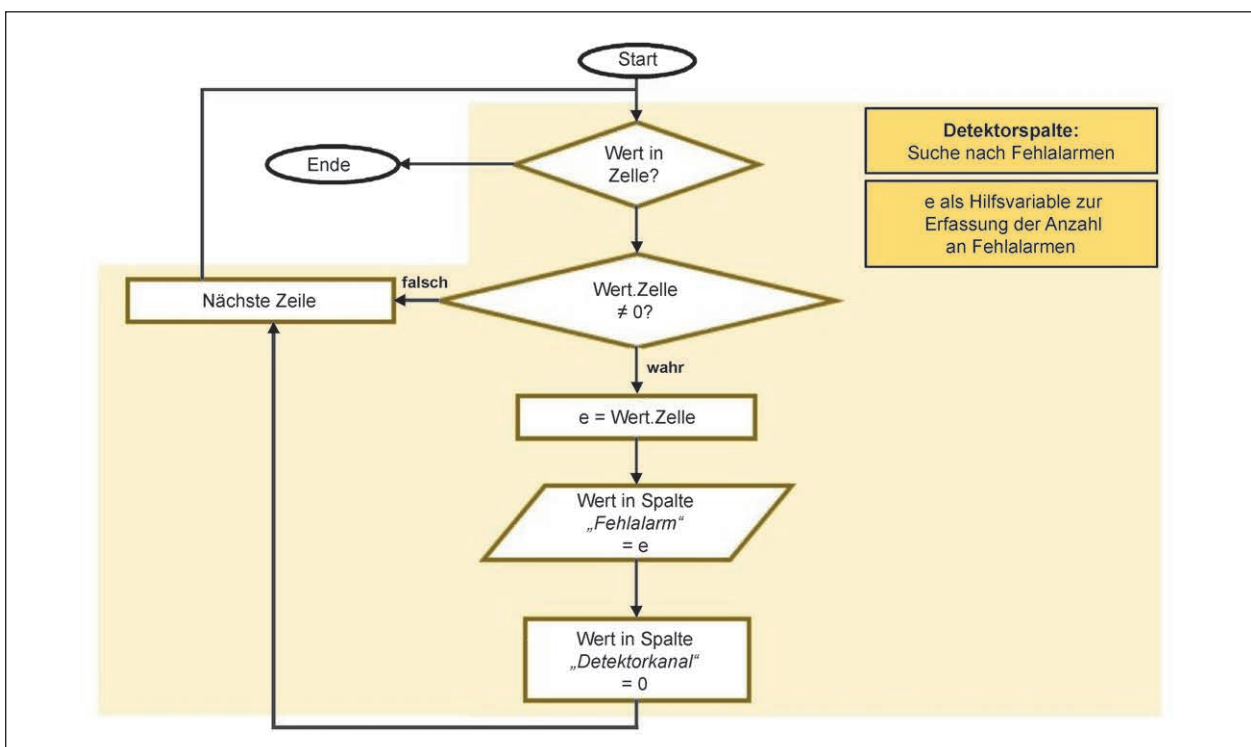 Start
Wert in
Zelle?
Ende
Detektorspalte:
Suche nach Fehlalarmen
e als Hilfsvariable zur
Erfassung der Anzahl
an Fehlalarmen
Wert.Zelle
≠ 0?
falsch
Nächste Zeile
wahr
e = Wert.Zelle
Wert in Spalte
„Fehlalarm“
= e
Wert in Spalte
„Detektorkanal“
= 0